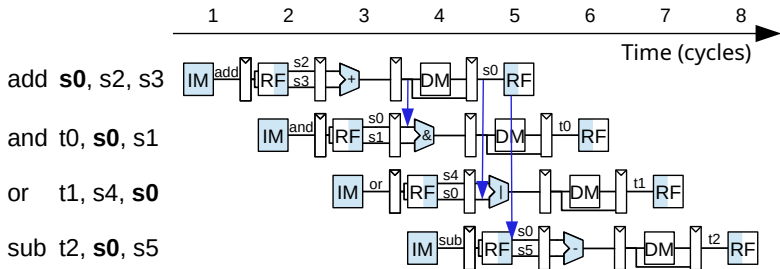 1 2 3 4 5 6 7 8
Time (cycles)
add s0, s2, s3 IM add RF s2 s3 + DM s0 RF
and t0, s0, s1 IM and RF s0 s1 & DM t0 RF
or t1, s4, s0 IM or RF s4 s0 | DM t1 RF
sub t2, s0, s5 IM sub RF s0 s5 - DM t2 RF